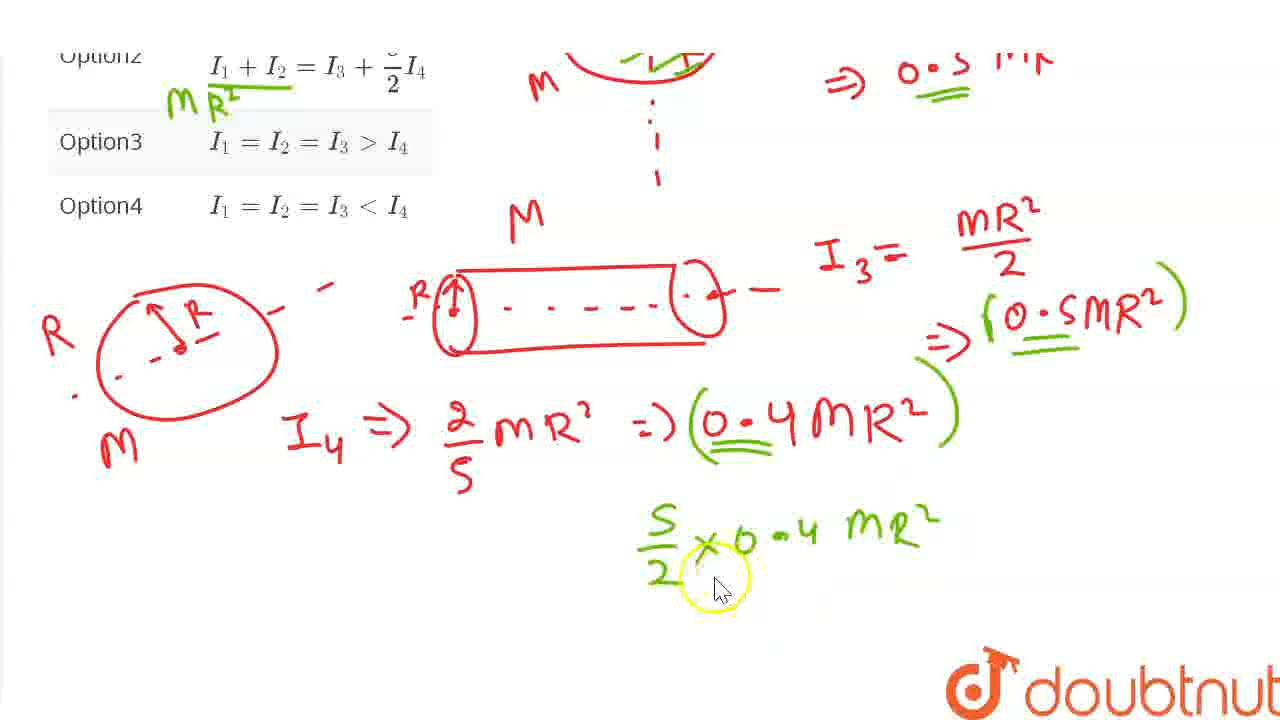 Option2 I₁ + I₂ = I₃ + 5/2 I₄
MR²
M
⇒ 0.5 MR
Option3 I₁ = I₂ = I₃ > I₄
Option4 I₁ = I₂ = I₃ < I₄
M
I₃ = MR²/2
R
R
R
⇒ (0.5MR²)
M
I₄ ⇒ 2/5 MR² ⇒ (0.4MR²)
5/2 × 0.4 MR²
doubtnut